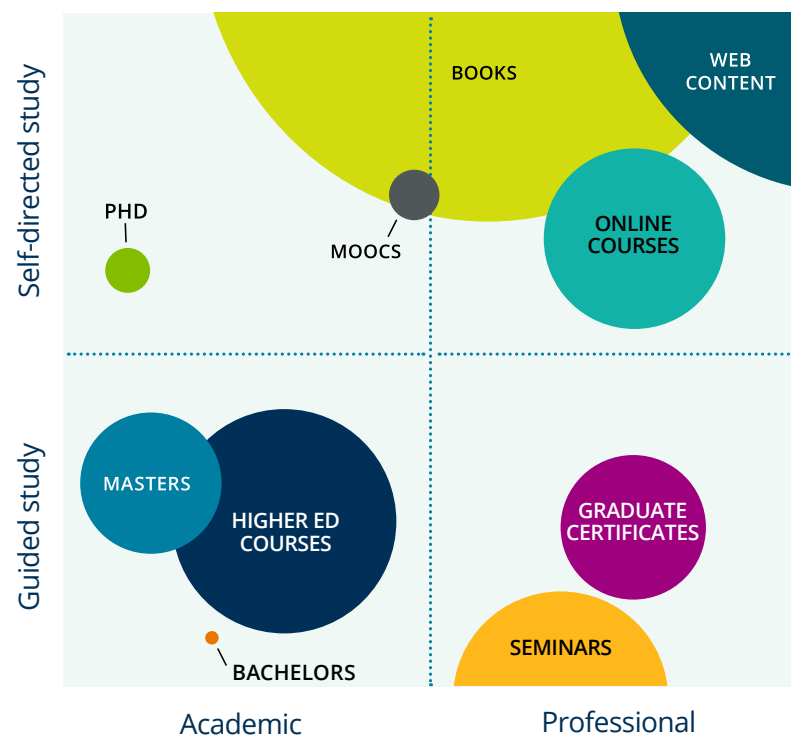 Self-directed study
BOOKS
WEB
CONTENT
PHD
MOOCS
ONLINE
COURSES
Guided study
MASTERS
HIGHER ED
COURSES
GRADUATE
CERTIFICATES
SEMINARS
BACHELORS
Academic
Professional